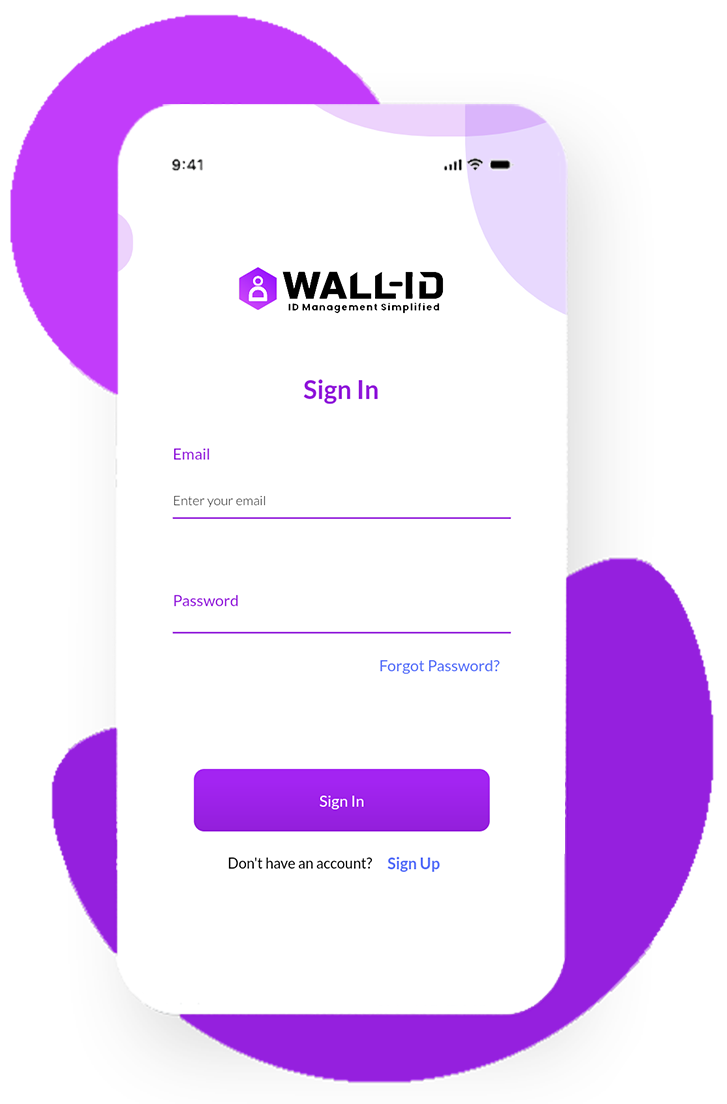 9:41
WALL-ID
ID Management Simplified
Sign In
Email
Enter your email
Password
Forgot Password?
Sign In
Don't have an account? Sign Up